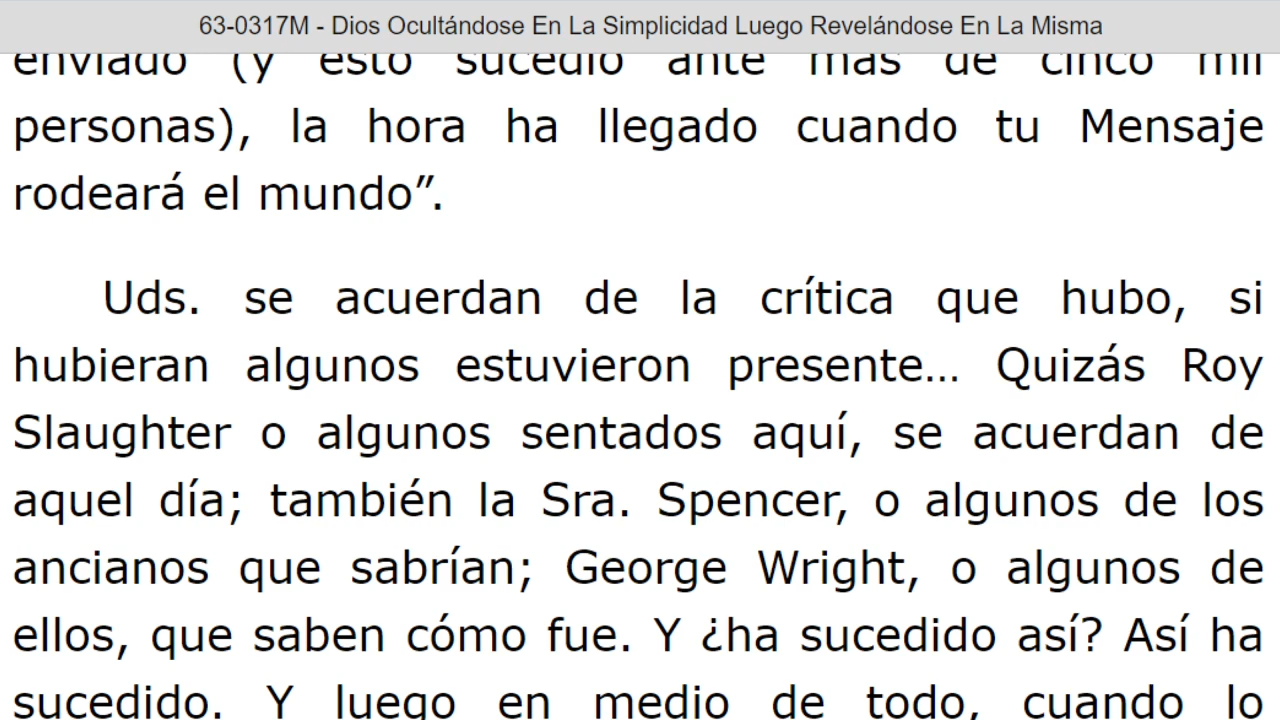 63-0317M - Dios Ocultándose En La Simplicidad Luego Revelándose En La Misma
enviado (y esto sucedió ante más de cinco mil
personas), la hora ha llegado cuando tu Mensaje
rodeará el mundo”.
Uds. se acuerdan de la crítica que hubo, si
hubieran algunos estuvieron presente… Quizás Roy
Slaughter o algunos sentados aquí, se acuerdan de
aquel día; también la Sra. Spencer, o algunos de los
ancianos que sabrían; George Wright, o algunos de
ellos, que saben cómo fue. Y ¿ha sucedido así? Así ha
sucedido. Y luego en medio de todo, cuando lo